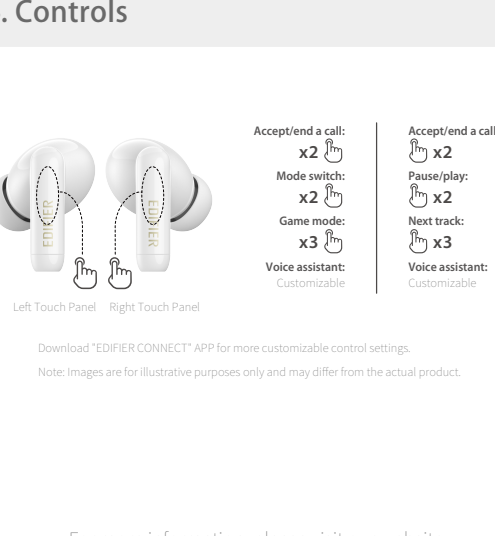 . Controls
EDIFIER
EDIFIER
Left Touch Panel
Right Touch Panel
Accept/end a call:
x2
Mode switch:
x2
Game mode:
x3
Voice assistant:
Customizable
Accept/end a call
x2
Pause/play:
x2
Next track:
x3
Voice assistant:
Customizable
Download "EDIFIER CONNECT" APP for more customizable control settings.
Note: Images are for illustrative purposes only and may differ from the actual product.